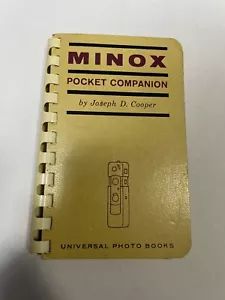 MINOX
POCKET COMPANION
by Joseph D. Cooper
UNIVERSAL PHOTO BOOKS